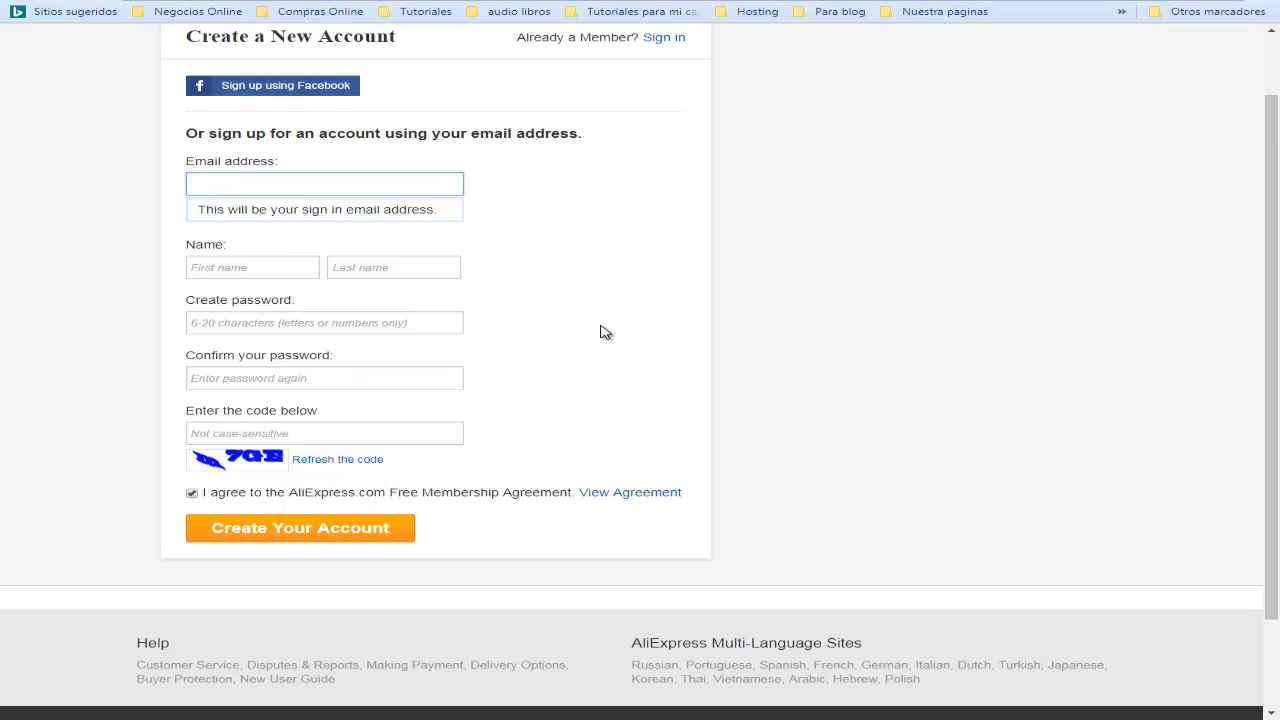 Sitios sugeridos Negocios Online Compras Online Tutoriales audio libros Tutoriales para mi ca Hosting Para blog Nuestra paginas » Otros marcadores
Create a New Account Already a Member? Sign in
f Sign up using Facebook
Or sign up for an account using your email address.
Email address:
This will be your sign in email address.
Name:
First name Last name
Create password:
6-20 characters (letters or numbers only)
Confirm your password:
Enter password again
Enter the code below
Not case-sensitive
Refresh the code
I agree to the AliExpress.com Free Membership Agreement. View Agreement
Create Your Account
Help
Customer Service, Disputes & Reports, Making Payment, Delivery Options,
Buyer Protection, New User Guide
AliExpress Multi-Language Sites
Russian, Portuguese, Spanish, French, German, Italian, Dutch, Turkish, Japanese,
Korean, Thai, Vietnamese, Arabic, Hebrew, Polish